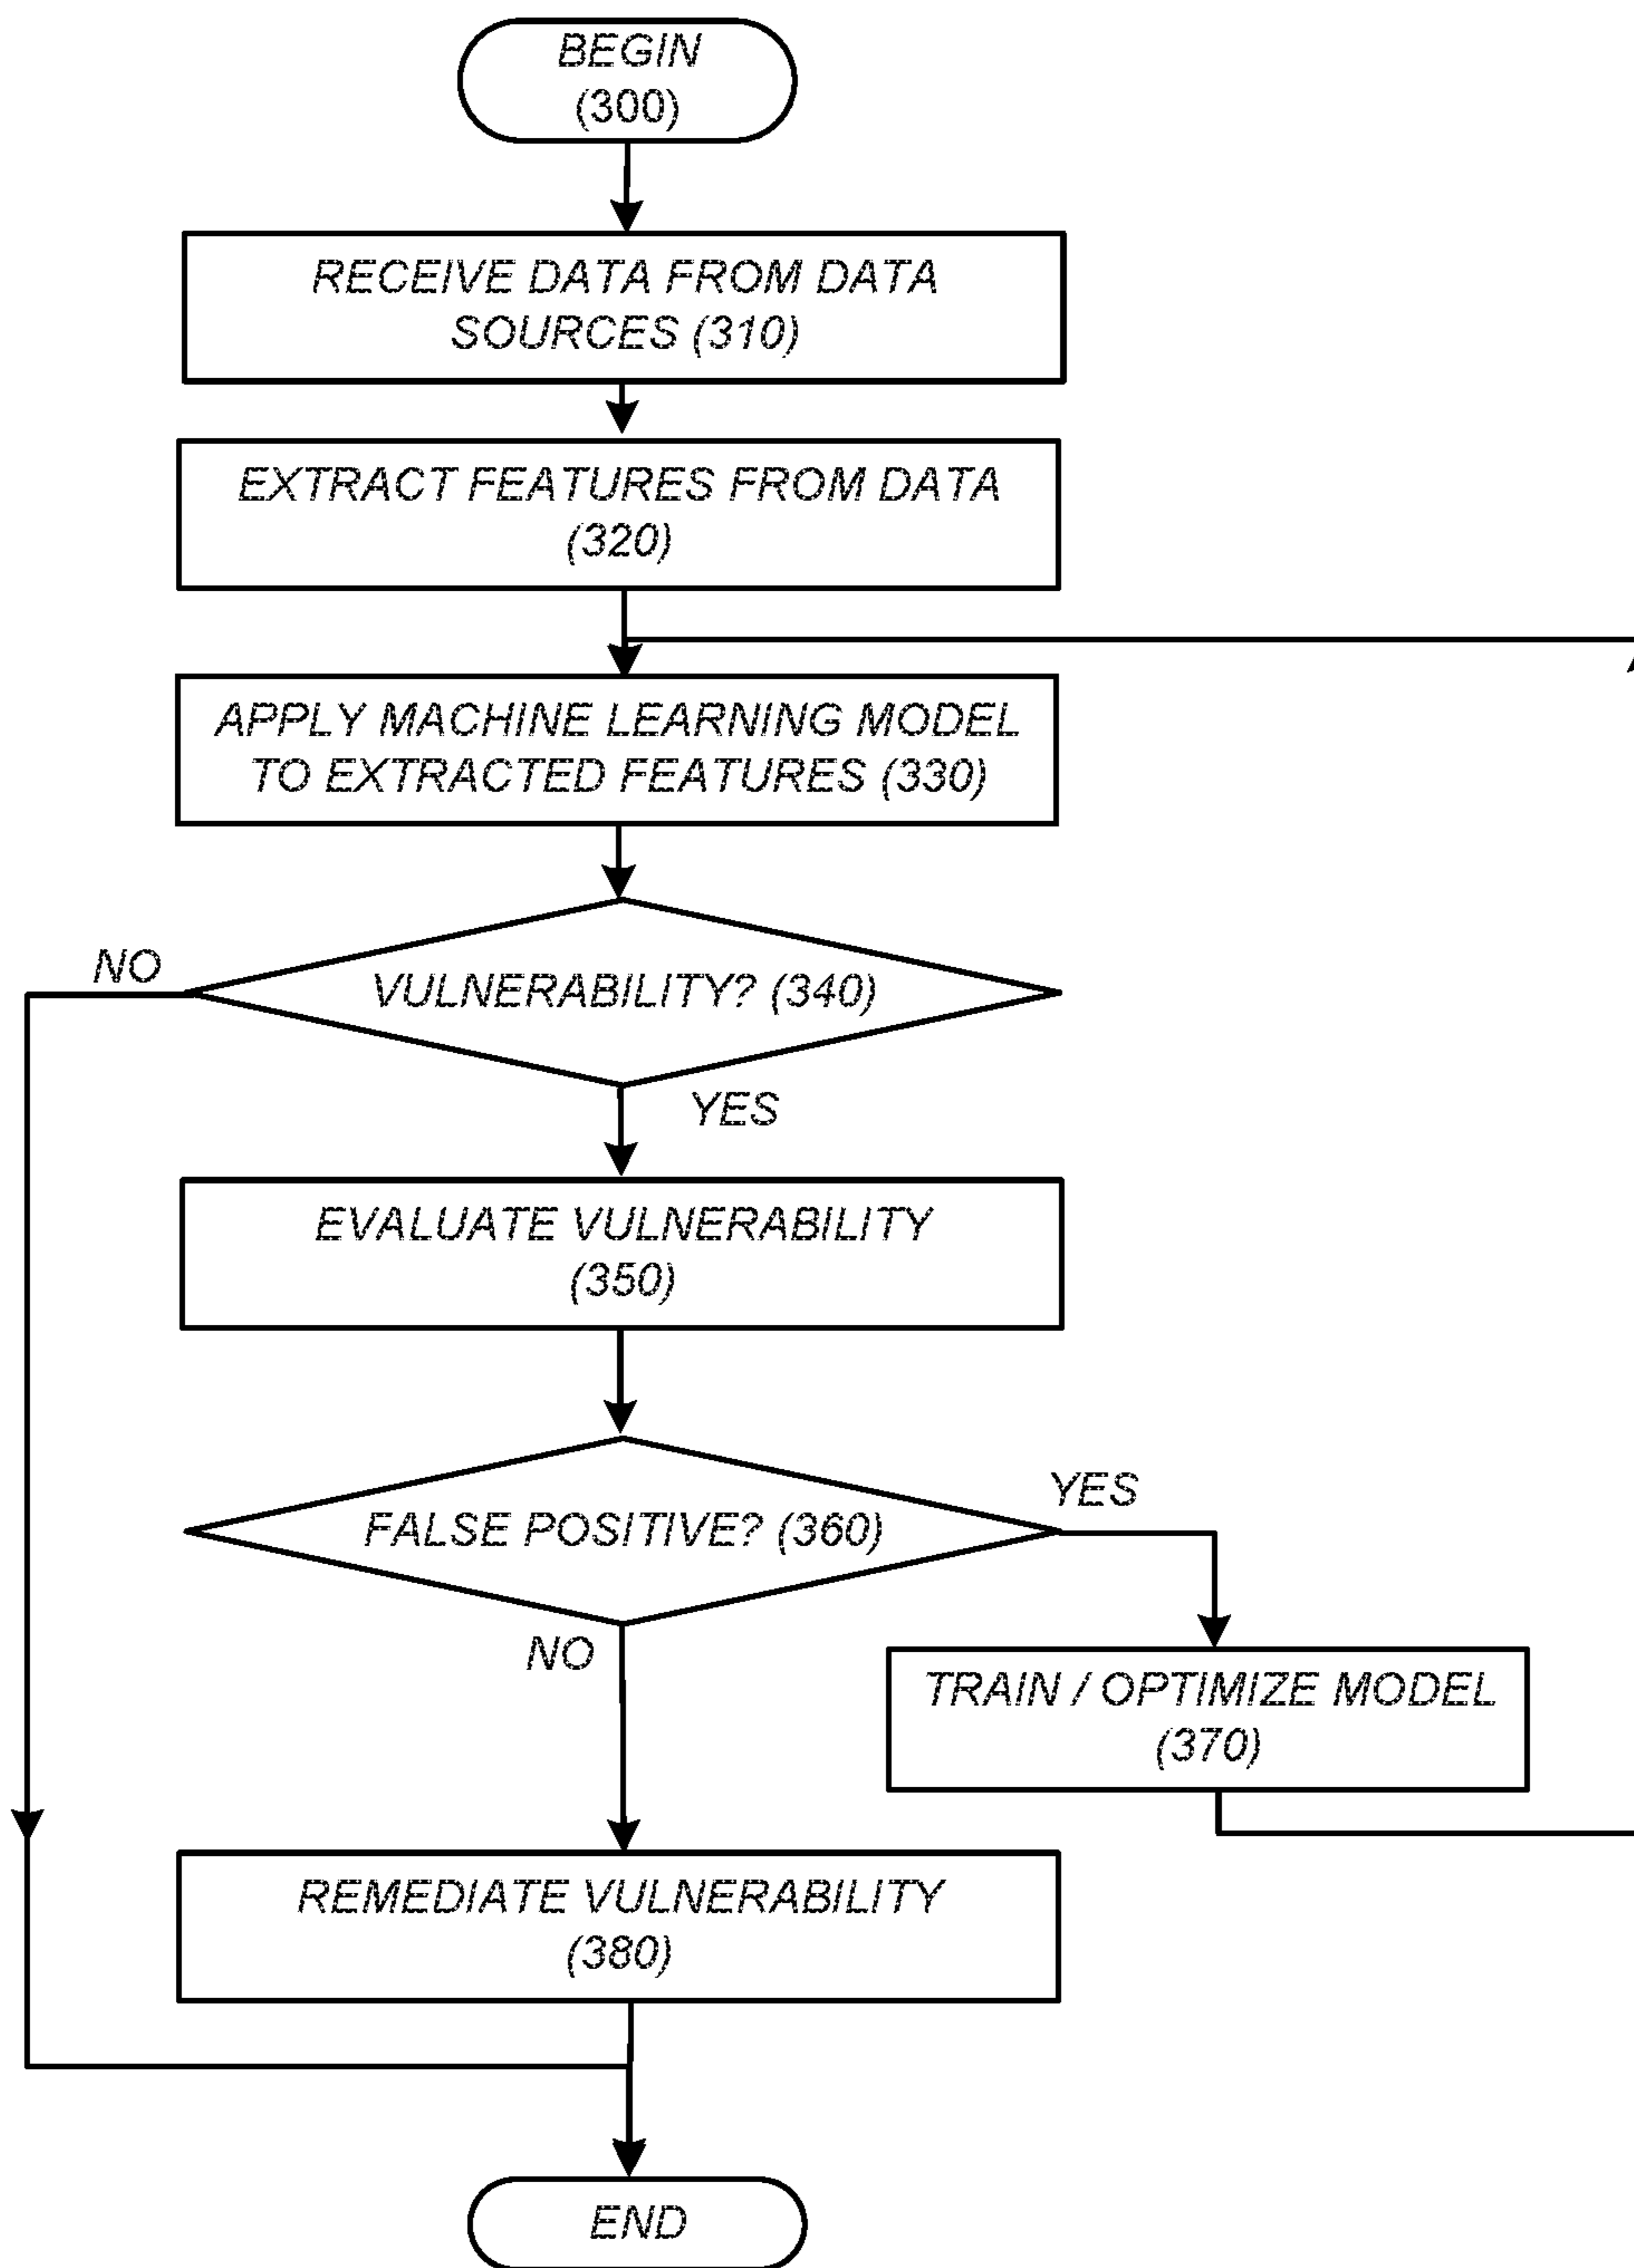 BEGIN
(300)
RECEIVE DATA FROM DATA
SOURCES (310)
EXTRACT FEATURES FROM DATA
(320)
APPLY MACHINE LEARNING MODEL
TO EXTRACTED FEATURES (330)
NO
VULNERABILITY? (340)
YES
EVALUATE VULNERABILITY
(350)
YES
FALSE POSITIVE? (360)
NO
TRAIN / OPTIMIZE MODEL
(370)
REMEDIATE VULNERABILITY
(380)
END